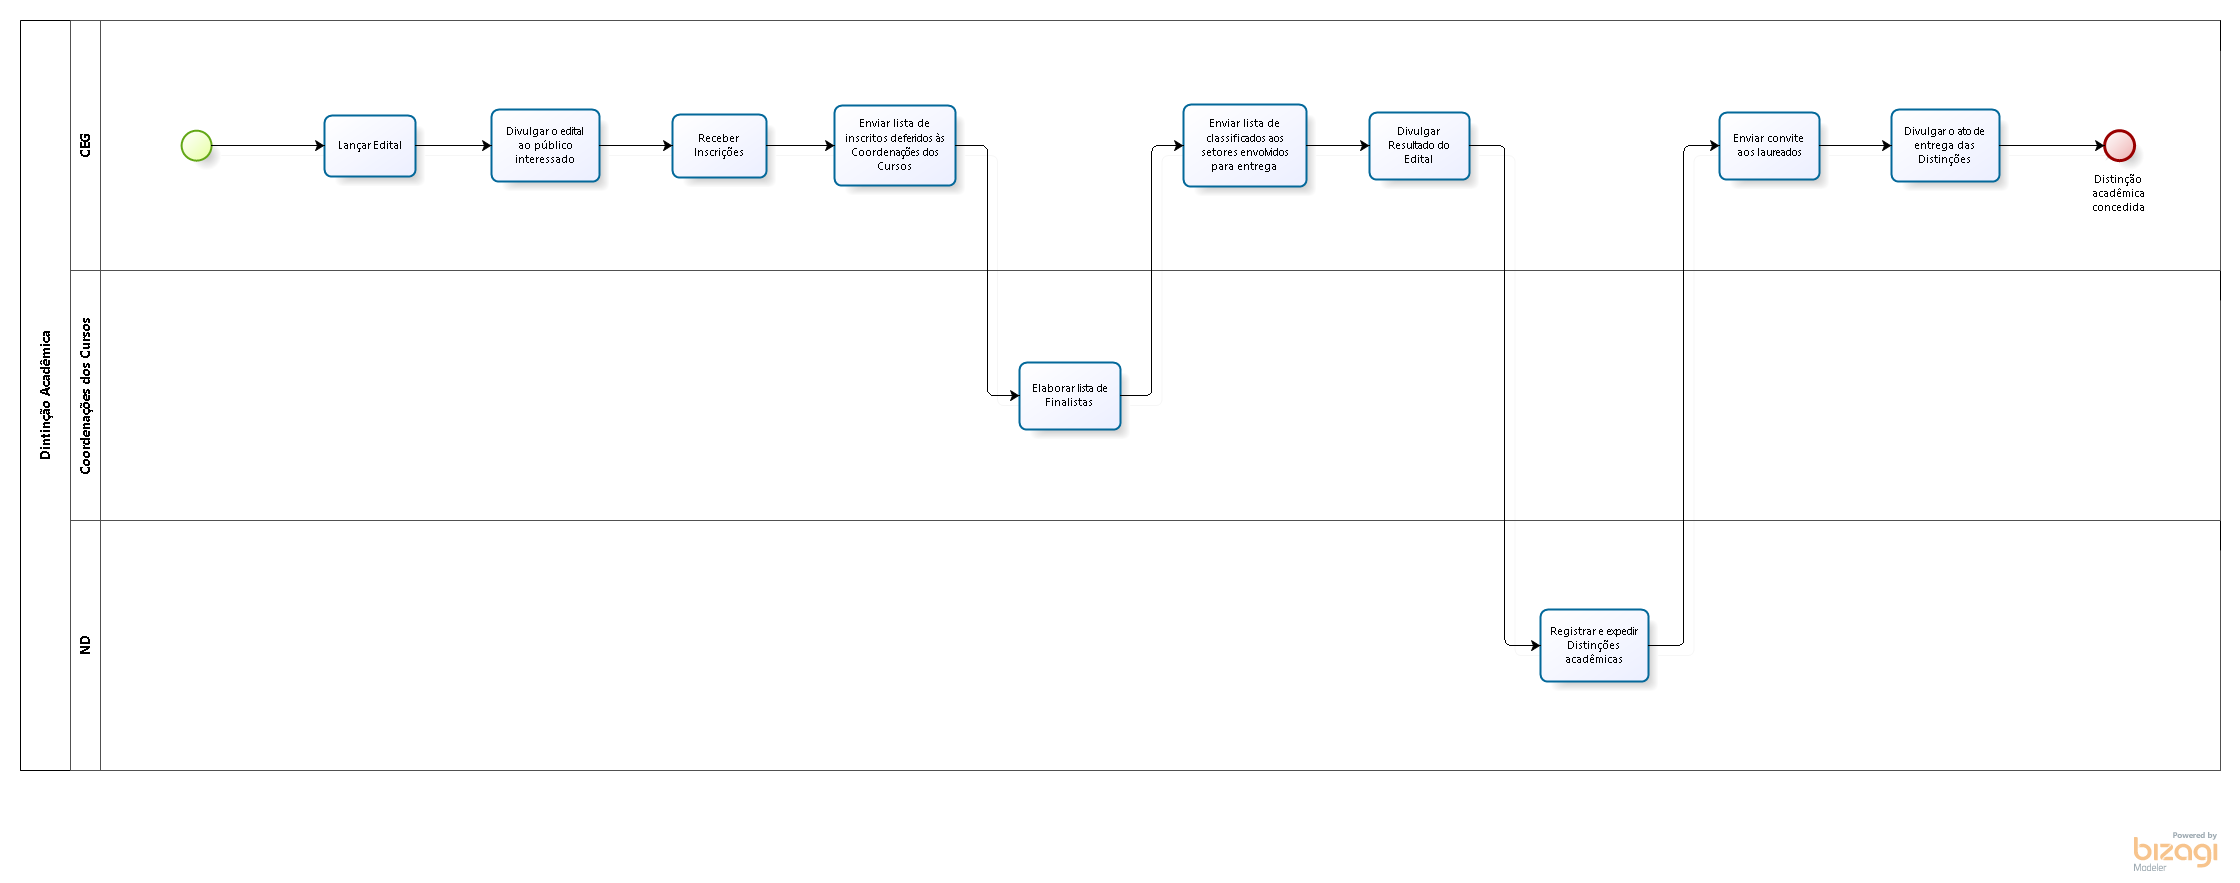 Dintinção Acadêmica
CEG
Lançar Edital
Divulgar o edital
ao público
interessado
Receber
Inscrições
Enviar lista de
inscritos deferidos às
Coordenações dos
Cursos
Enviar lista de
classificados aos
setores envolvidos
para entrega
Divulgar
Resultado do
Edital
Enviar convite
aos laureados
Divulgar o ato de
entrega das
Distinções
Distinção
acadêmica
concedida
Coordenações dos Cursos
Elaborar lista de
Finalistas
ND
Registrar e expedir
Distinções
acadêmicas
Powered by
bizagi
Modeler